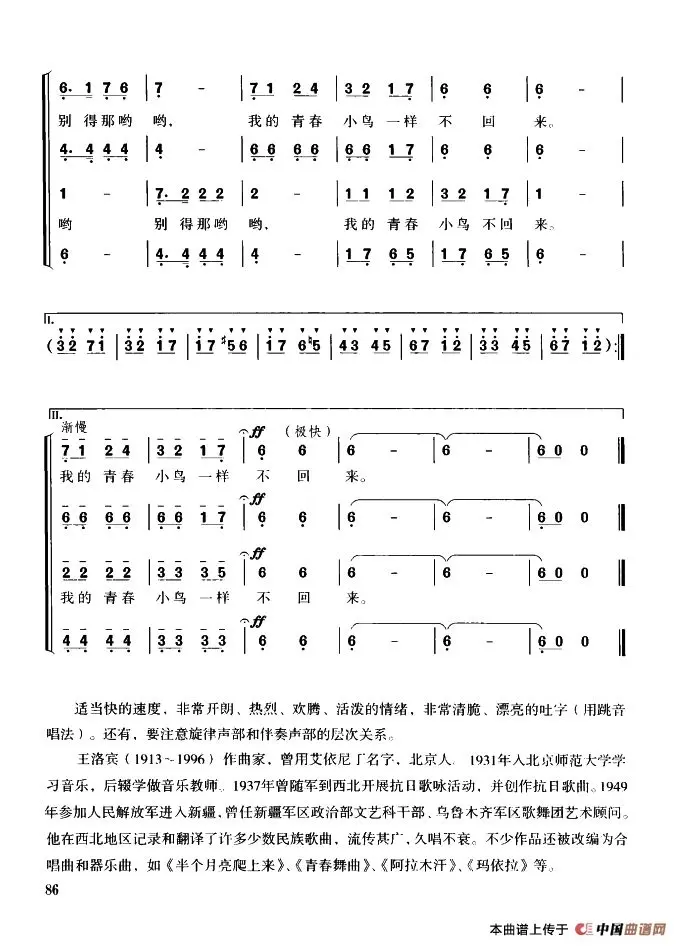 6. 1 7 6 | 7 - | 7 1 2 4 | 3 2 1 7 | 6 6 | 6 - |
别 得那哟 哟, 我的 青春 小鸟 一样 不 回 来。
4. 4 4 4 | 4 - | 6 6 6 6 | 6 6 1 7 | 6 6 | 6 - |
1 - | 7. 2 2 2 | 2 - | 1 1 1 2 | 3 2 1 7 | 1 - |
哟 别 得那哟 哟, 我的 青春 小鸟 不回 来。
6 - | 4. 4 4 4 | 4 - | 1 7 6 5 | 1 7 6 5 | 6 - |
I.
(3 2 7 1 | 3 2 1 7 | 1 7 #5 6 | 1 7 6 ♮5 | 4 3 4 5 | 6 7 1 2 | 3 3 4 5 | 6 7 1 2 ):‖
II.
渐慢 ff (极快)
7 1 2 4 | 3 2 1 7 | 6 6 | 6 - | 6 - | 6 0 0 ‖
我的 青春 小鸟 一样 不 回 来。
ff
6 6 6 6 | 6 6 1 7 | 6 6 | 6 - | 6 - | 6 0 0 ‖
ff
2 2 2 2 | 3 3 3 5 | 6 6 | 6 - | 6 - | 6 0 0 ‖
我的 青春 小鸟 一样 不 回 来。
ff
4 4 4 4 | 3 3 3 3 | 6 6 | 6 - | 6 - | 6 0 0 ‖
适当快的速度，非常开朗、热烈、欢腾、活泼的情绪，非常清脆、漂亮的吐字（用跳音
唱法）。还有，要注意旋律声部和伴奏声部的层次关系。
王洛宾（1913～1996）作曲家，曾用艾依尼丁名字，北京人。1931年入北京师范大学学
习音乐，后辍学做音乐教师。1937年曾随军到西北开展抗日歌咏活动，并创作抗日歌曲。1949
年参加人民解放军进入新疆，曾任新疆军区政治部文艺科干部、乌鲁木齐军区歌舞团艺术顾问。
他在西北地区记录和翻译了许多少数民族歌曲，流传甚广，久唱不衰。不少作品还被改编为合
唱曲和器乐曲，如《半个月亮爬上来》、《青春舞曲》、《阿拉木汗》、《玛依拉》等。
86
本曲谱上传于 中国曲谱网